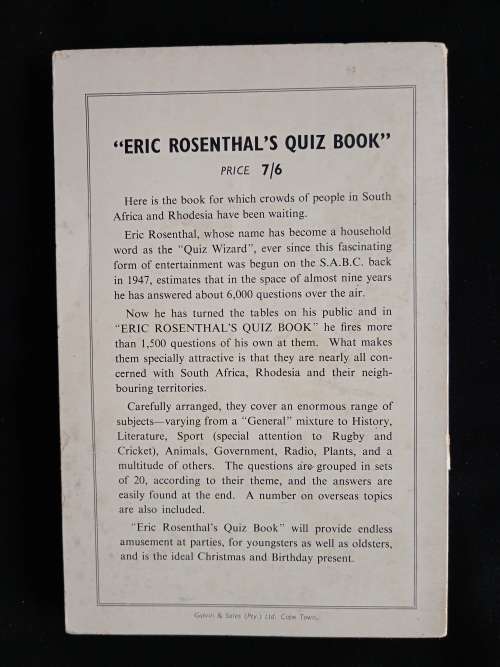 "ERIC ROSENTHAL'S QUIZ BOOK"
PRICE 7/6
Here is the book for which crowds of people in South
Africa and Rhodesia have been waiting.
Eric Rosenthal, whose name has become a household
word as the "Quiz Wizard", ever since this fascinating
form of entertainment was begun on the S.A.B.C. back
in 1947, estimates that in the space of almost nine years
he has answered about 6,000 questions over the air.
Now he has turned the tables on his public and in
"ERIC ROSENTHAL'S QUIZ BOOK" he fires more
than 1,500 questions of his own at them. What makes
them specially attractive is that they are nearly all con-
cerned with South Africa, Rhodesia and their neigh-
bouring territories.
Carefully arranged, they cover an enormous range of
subjects—varying from a "General" mixture to History,
Literature, Sport (special attention to Rugby and
Cricket), Animals, Government, Radio, Plants, and a
multitude of others. The questions are grouped in sets
of 20, according to their theme, and the answers are
easily found at the end. A number on overseas topics
are also included.
"Eric Rosenthal's Quiz Book" will provide endless
amusement at parties, for youngsters as well as oldsters,
and is the ideal Christmas and Birthday present.
Galvin & Sales (Pty.) Ltd. Cape Town.